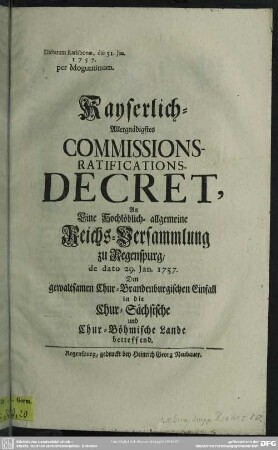 Dictatum Ratisbonæ, die 31. Jan.
1757.
per Moguntinum.
Kayserlich-
Allergnädigstes
COMMISSIONS-
RATIFICATIONS-
DECRET,
An
Eine Hochlöblich-allgemeine
Reichs-Versammlung
zu Regenspurg,
de dato 29. Jan. 1757.
Den
gewaltsamen Chur-Brandenburgischen Einfall
in die
Chur-Sächsische
und
Chur-Böhmische Lande
betreffend.
Regenspurg, gedruckt bey Heinrich Georg Neubauer.